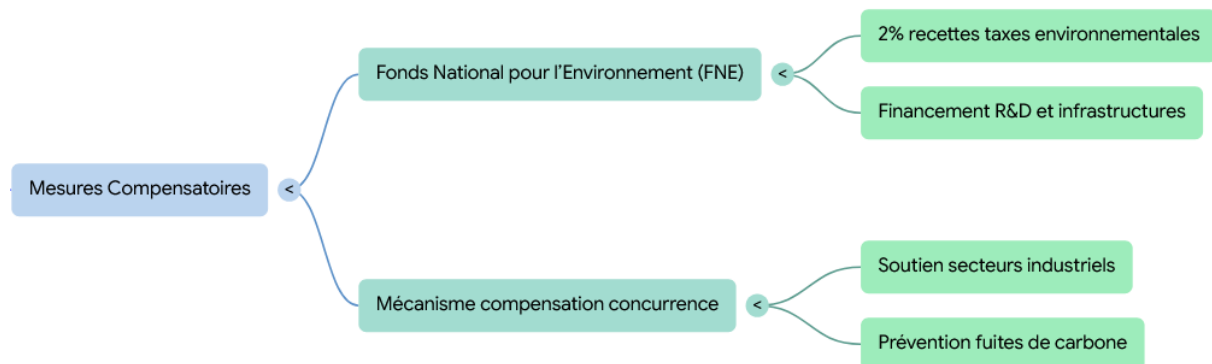 Mesures Compensatoires
<
Fonds National pour l'Environnement (FNE)
<
2% recettes taxes environnementales
Financement R&D et infrastructures
Mécanisme compensation concurrence
<
Soutien secteurs industriels
Prévention fuites de carbone